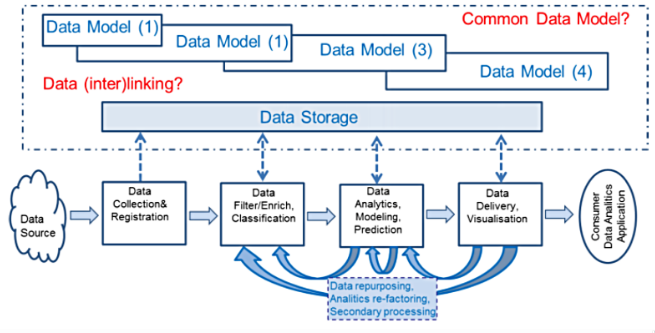 Common Data Model?
Data Model (1)
Data Model (1)
Data Model (3)
Data Model (4)
Data (inter)linking?
Data Storage
Data
Source
Data
Collection&
Registration
Data
Filter/Enrich,
Classification
Data
Analytics,
Modeling,
Prediction
Data
Delivery,
Visualisation
Consumer
Data Analitics
Application
Data repurposing,
Analitics re-factoring,
Secondary processing